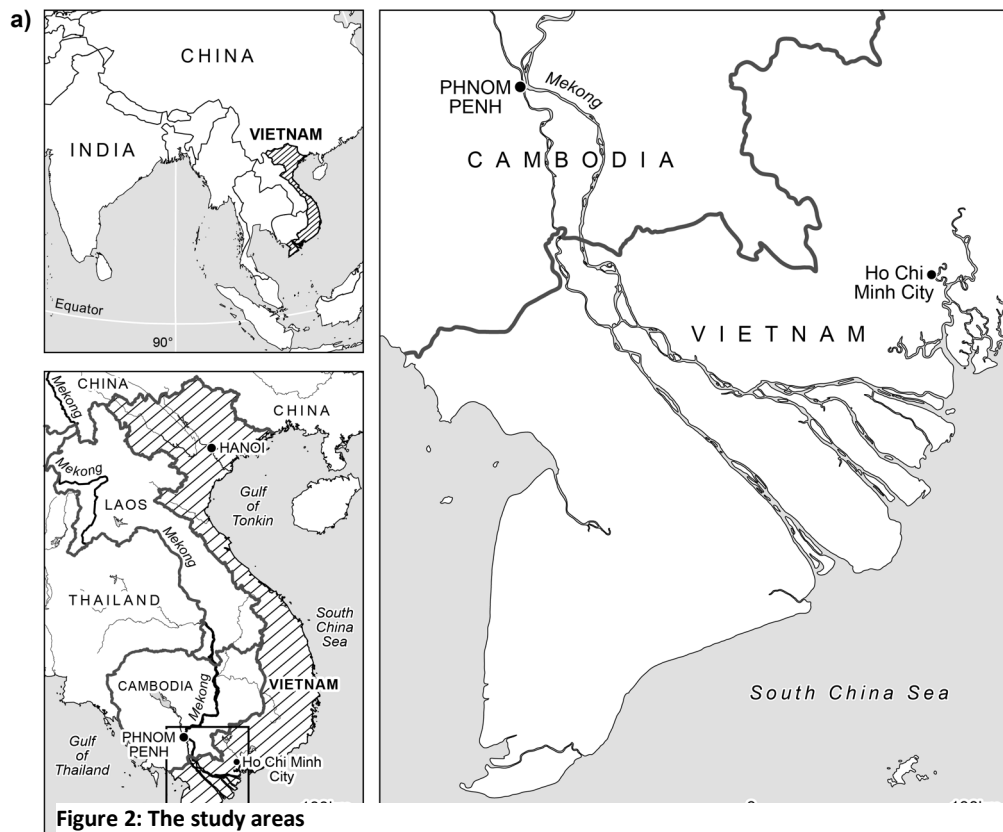 a)
CHINA
INDIA
VIETNAM
Equator
90°
PHNOM
PENH
Mekong
CAMBODIA
Ho Chi
Minh City
VIETNAM
South China Sea
CHINA
Mekong
CHINA
HANOI
Mekong
LAOS
Gulf
of
Tonkin
Mekong
THAILAND
South
China
Sea
CAMBODIA
Mekong
VIETNAM
PHNOM
PENH
Gulf
of
Thailand
Ho Chi Minh
City
Figure 2: The study areas